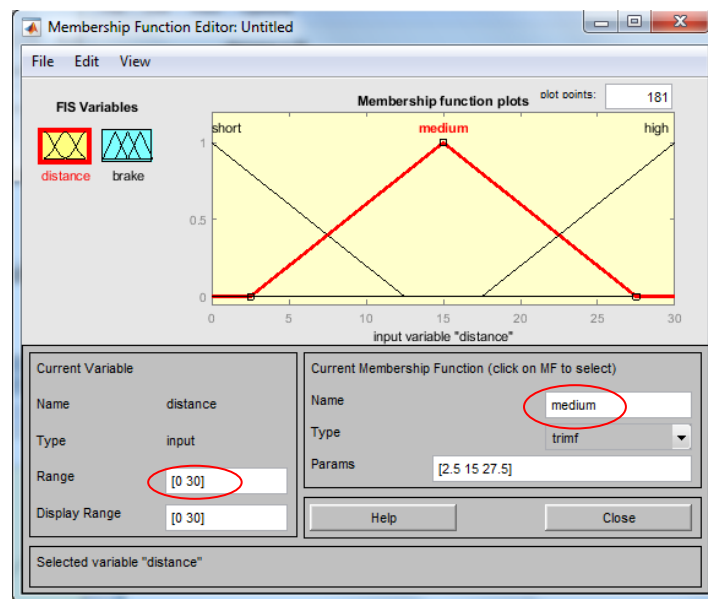 Membership Function Editor: Untitled
File Edit View
FIS Variables
distance brake
Membership function plots
plot points:
181
short
medium
high
1
0.5
0
0 5 10 15 20 25 30
input variable "distance"
Current Variable
Name distance
Type input
Range [0 30]
Display Range [0 30]
Current Membership Function (click on MF to select)
Name medium
Type trimf
Params [2.5 15 27.5]
Help Close
Selected variable "distance"